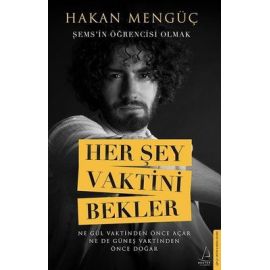 HAKAN MENGÜÇ
ŞEMS'İN ÖĞRENCİSİ OLMAK
HER ŞEY
VAKTİNİ
BEKLER
NE GÜL VAKTİNDEN ÖNCE AÇAR
NE DE GÜNEŞ VAKTİNDEN
ÖNCE DOĞAR